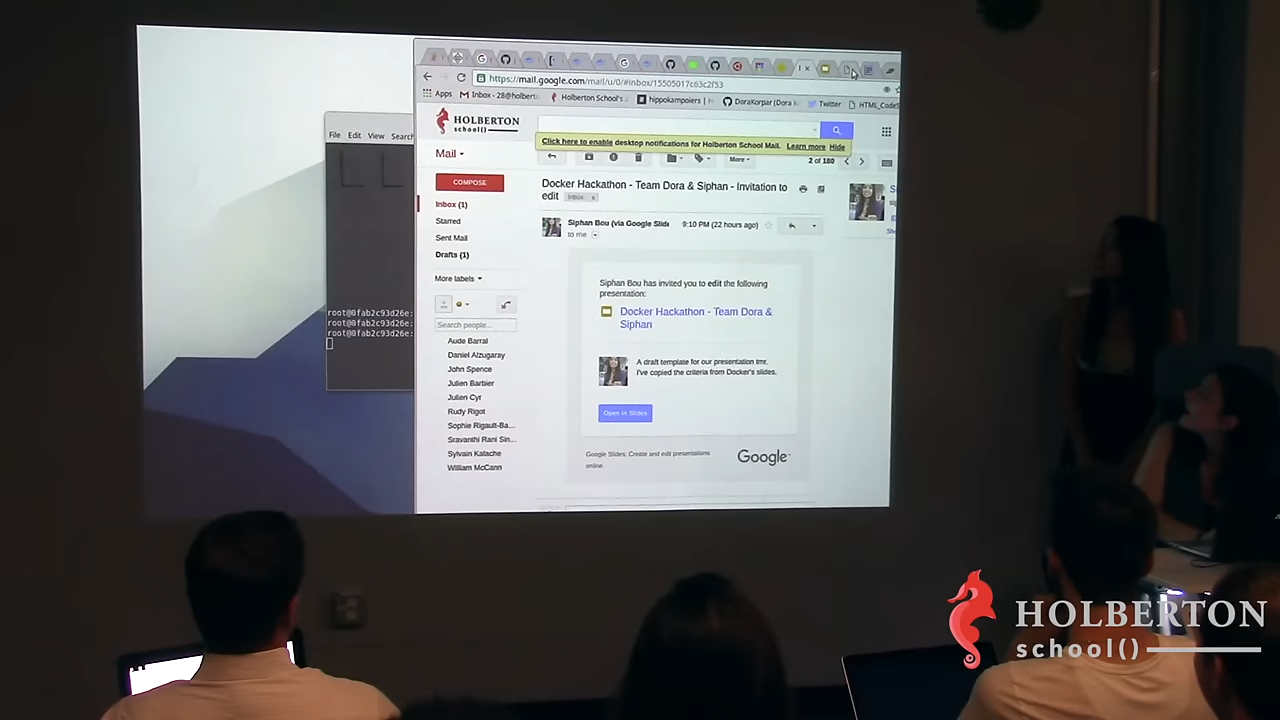 https://mail.google.com/mail/u/0/#inbox/15505017c63c2f53
Apps
Inbox - 28@holbert
Holberton School's
hippokampoiers
DoraKorpar (Dora K
Twitter
HTML_CodeS
File Edit View Search
HOLBERTON
school()
Click here to enable desktop notifications for Holberton School Mail. Learn more Hide
Mail
More
2 of 180
COMPOSE
Docker Hackathon - Team Dora & Siphan - Invitation to
edit Inbox x
Inbox (1)
Starred
Sent Mail
Drafts (1)
More labels
Siphan Bou (via Google Slide
9:10 PM (22 hours ago)
to me
Siphan Bou has invited you to edit the following
presentation:
Docker Hackathon - Team Dora &
Siphan
A draft template for our presentation tmr.
I've copied the criteria from Docker's slides.
Open in Slides
Google Slides: Create and edit presentations
online.
Google
Search people...
Aude Barral
Daniel Alzugaray
John Spence
Julien Barbier
Julien Cyr
Rudy Rigot
Sophie Rigault-Ba...
Sravanthi Rani Sin...
Sylvain Kalache
William McCann
root@0fab2c93d26e:
root@0fab2c93d26e:
root@0fab2c93d26e:
HOLBERTON
school()